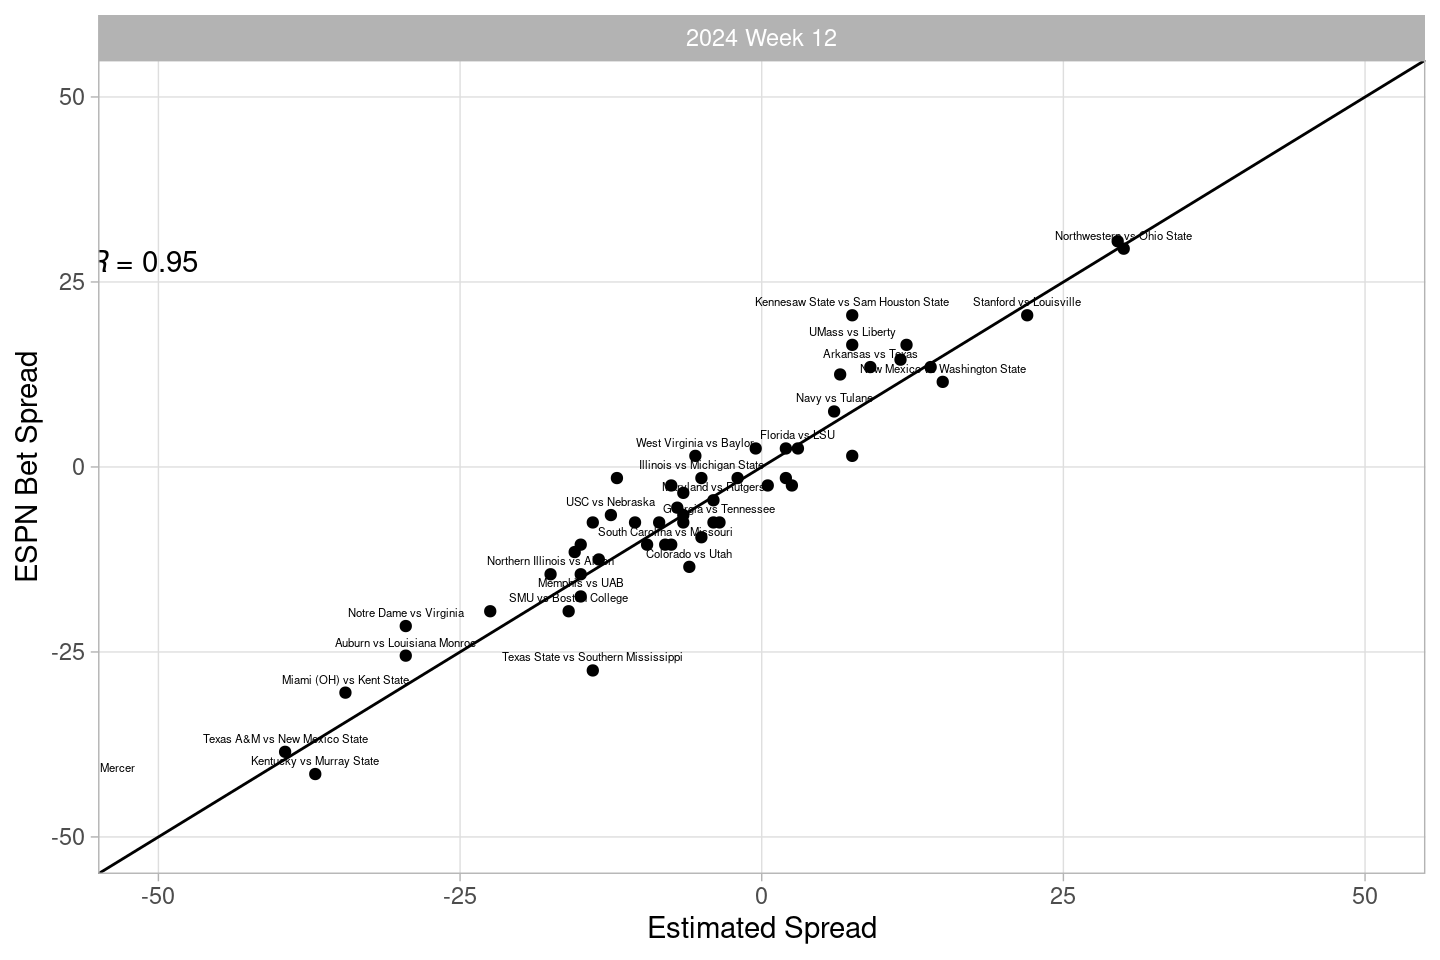 2024 Week 12
ESPN Bet Spread
50
25
0
-25
-50
R = 0.95
Northwestern vs Ohio State
Kennesaw State vs Sam Houston State
Stanford vs Louisville
UMass vs Liberty
Arkansas vs Texas
New Mexico vs Washington State
Navy vs Tulane
Florida vs LSU
West Virginia vs Baylor
Illinois vs Michigan State
Maryland vs Rutgers
USC vs Nebraska
Georgia vs Tennessee
South Carolina vs Missouri
Colorado vs Utah
Northern Illinois vs Akron
Memphis vs UAB
SMU vs Boston College
Notre Dame vs Virginia
Auburn vs Louisiana Monroe
Texas State vs Southern Mississippi
Miami (OH) vs Kent State
Texas A&M vs New Mexico State
Kentucky vs Murray State
Mercer
-50
-25
0
25
50
Estimated Spread